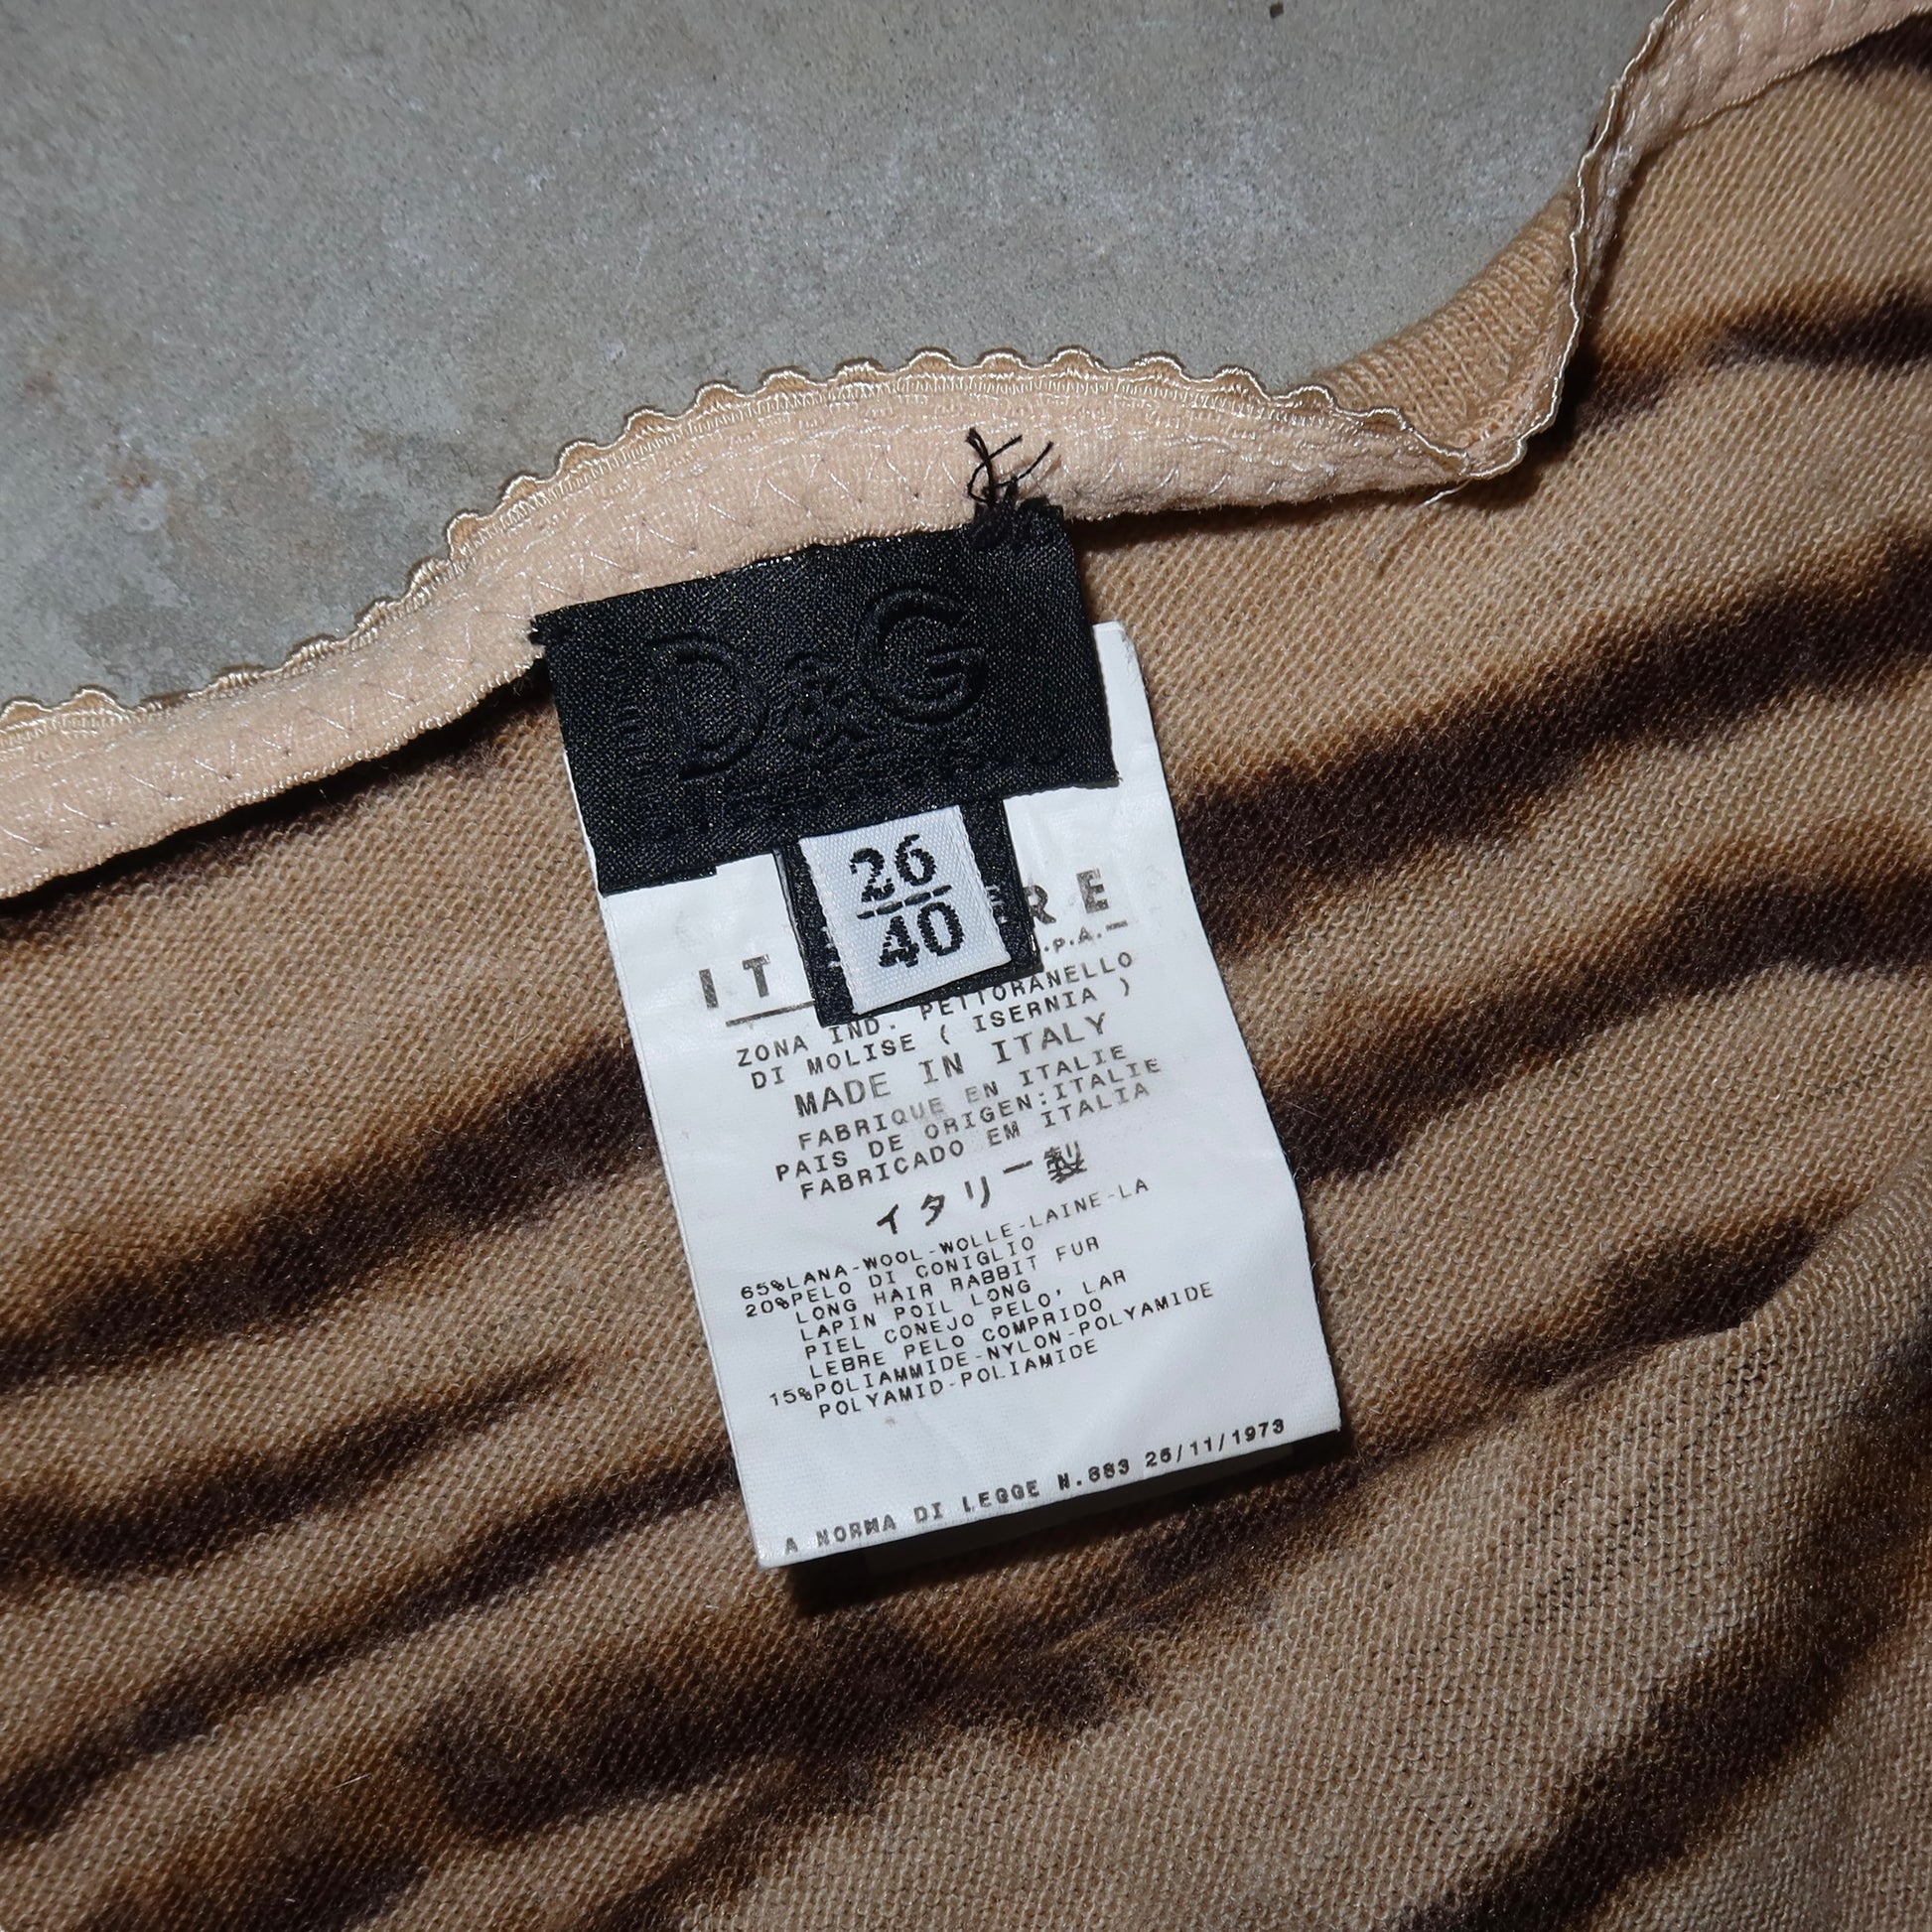 D&G
26
40
IT RE
.p.A.
ZONA IND. PETTORANELLO
DI MOLISE ( ISERNIA )
MADE IN ITALY
FABRIQUE EN ITALIE
PAIS DE ORIGEN:ITALIE
FABRICADO EM ITALIA
イタリー製
65%LANA-WOOL-WOLLE-LAINE-LA
20%PELO DI CONIGLIO
LONG HAIR RABBIT FUR
LAPIN POIL LONG
PIEL CONEJO PELO, LAR
LEBRE PELO COMPRIDO
15%POLIAMMIDE-NYLON-POLYAMIDE
POLYAMID-POLIAMIDE
A NORMA DI LEGGE N.883 26/11/1973